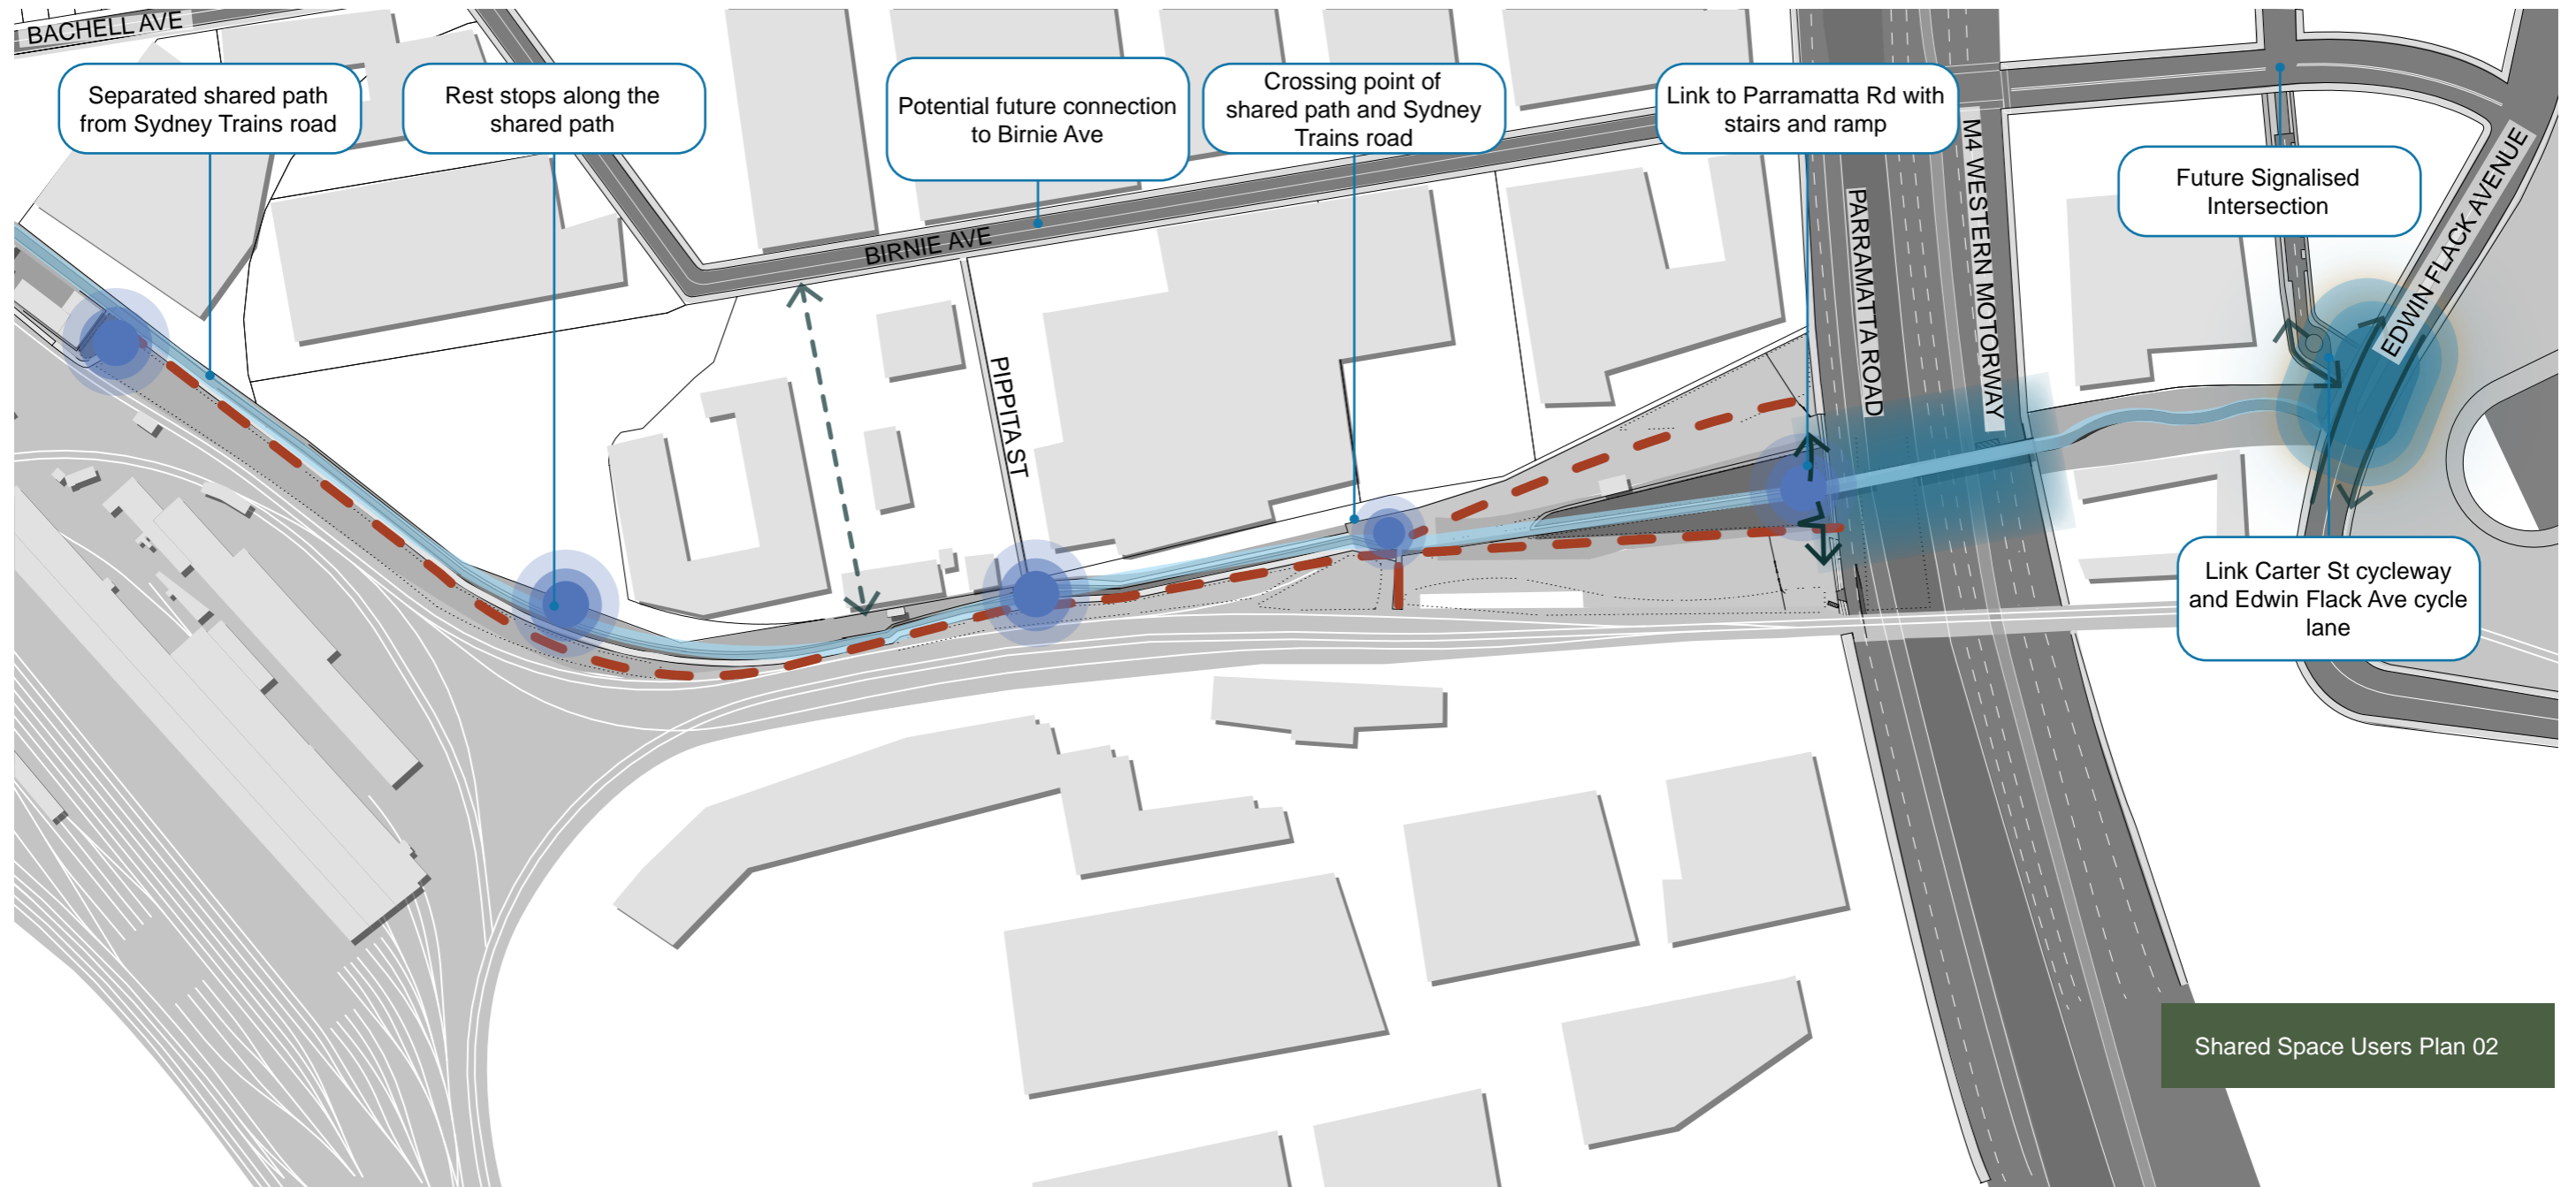 BACHELL AVE
Separated shared path
from Sydney Trains road
Rest stops along the
shared path
Potential future connection
to Birnie Ave
Crossing point of
shared path and Sydney
Trains road
Link to Parramatta Rd with
stairs and ramp
Future Signalised
Intersection
BIRNIE AVE
PIPPITA ST
PARRAMATTA ROAD
M4 WESTERN MOTORWAY
EDWIN FLACK AVENUE
Link Carter St cycleway
and Edwin Flack Ave cycle
lane
Shared Space Users Plan 02